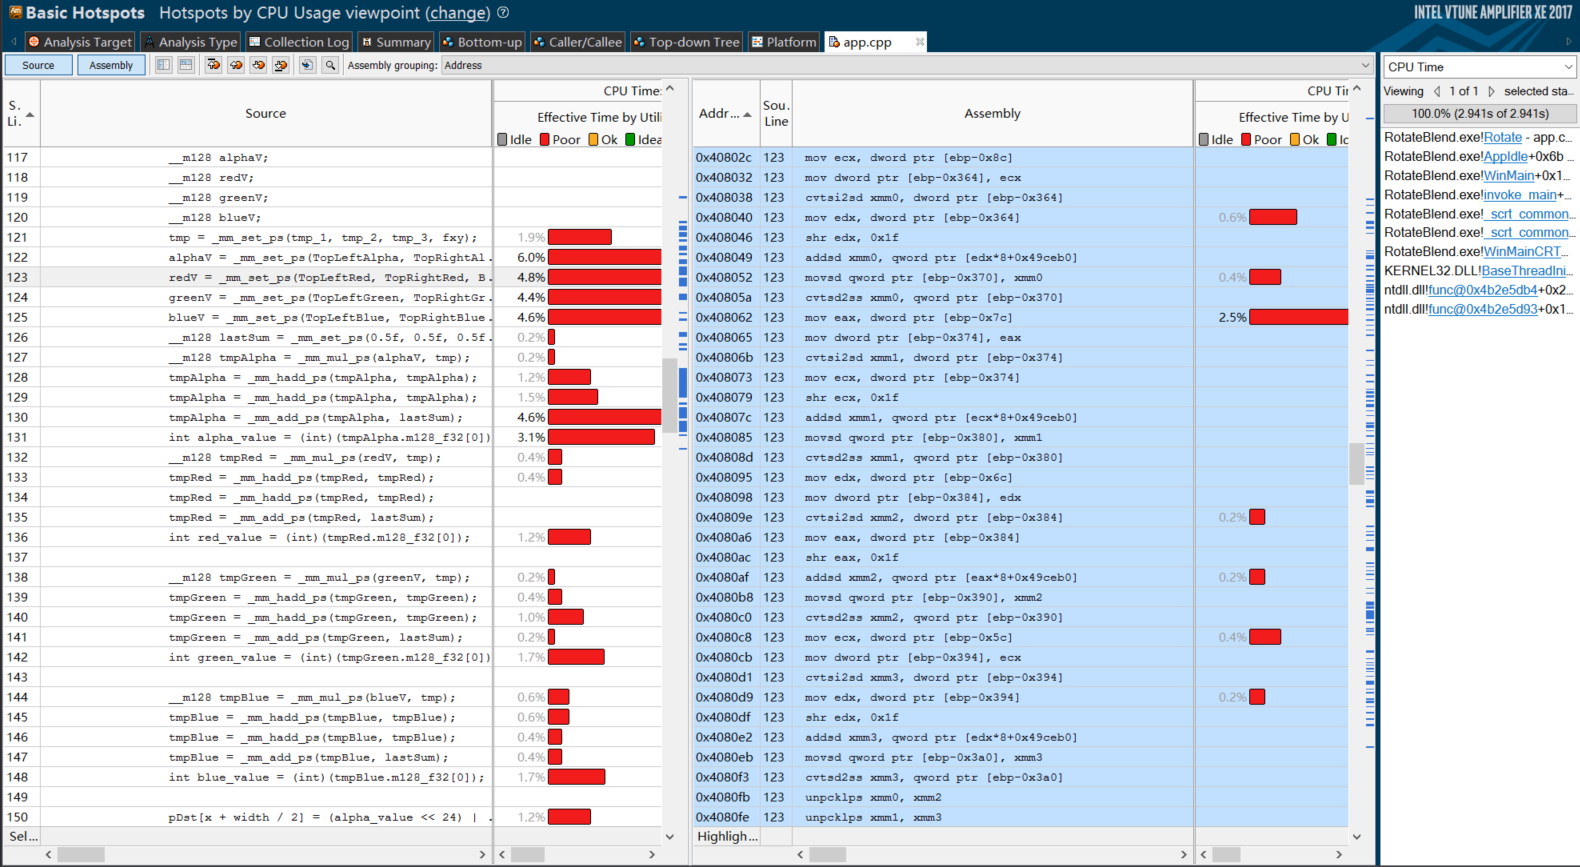 Basic Hotspots Hotspots by CPU Usage viewpoint (change) INTEL VTUNE AMPLIFIER XE 2017
Analysis Target Analysis Type Collection Log Summary Bottom-up Caller/Callee Top-down Tree Platform app.cpp
Source Assembly Assembly grouping: Address
S. Li. Source CPU Time:
Effective Time by Utili
Idle Poor Ok Idea
117 __m128 alphaV;
118 __m128 redV;
119 __m128 greenV;
120 __m128 blueV;
121 tmp = _mm_set_ps(tmp_1, tmp_2, tmp_3, fxy); 1.9%
122 alphaV = _mm_set_ps(TopLeftAlpha, TopRightAl. 6.0%
123 redV = _mm_set_ps(TopLeftRed, TopRightRed, B. 4.8%
124 greenV = _mm_set_ps(TopLeftGreen, TopRightGr. 4.4%
125 blueV = _mm_set_ps(TopLeftBlue, TopRightBlue. 4.6%
126 __m128 lastSum = _mm_set_ps(0.5f, 0.5f, 0.5f. 0.2%
127 __m128 tmpAlpha = _mm_mul_ps(alphaV, tmp); 0.2%
128 tmpAlpha = _mm_hadd_ps(tmpAlpha, tmpAlpha); 1.2%
129 tmpAlpha = _mm_hadd_ps(tmpAlpha, tmpAlpha); 1.5%
130 tmpAlpha = _mm_add_ps(tmpAlpha, lastSum); 4.6%
131 int alpha_value = (int)(tmpAlpha.m128_f32[0]) 3.1%
132 __m128 tmpRed = _mm_mul_ps(redV, tmp); 0.4%
133 tmpRed = _mm_hadd_ps(tmpRed, tmpRed); 0.4%
134 tmpRed = _mm_hadd_ps(tmpRed, tmpRed);
135 tmpRed = _mm_add_ps(tmpRed, lastSum);
136 int red_value = (int)(tmpRed.m128_f32[0]); 1.2%
137
138 __m128 tmpGreen = _mm_mul_ps(greenV, tmp); 0.2%
139 tmpGreen = _mm_hadd_ps(tmpGreen, tmpGreen); 0.4%
140 tmpGreen = _mm_hadd_ps(tmpGreen, tmpGreen); 1.0%
141 tmpGreen = _mm_add_ps(tmpGreen, lastSum); 0.2%
142 int green_value = (int)(tmpGreen.m128_f32[0]) 1.7%
143
144 __m128 tmpBlue = _mm_mul_ps(blueV, tmp); 0.6%
145 tmpBlue = _mm_hadd_ps(tmpBlue, tmpBlue); 0.6%
146 tmpBlue = _mm_hadd_ps(tmpBlue, tmpBlue); 0.4%
147 tmpBlue = _mm_add_ps(tmpBlue, lastSum); 0.4%
148 int blue_value = (int)(tmpBlue.m128_f32[0]); 1.7%
149
150 pDst[x + width / 2] = (alpha_value << 24) | . 1.2%
Sel...
Addr... Sou. Line Assembly CPU Tir
Effective Time by U
Idle Poor Ok Ic
0x40802c 123 mov ecx, dword ptr [ebp-0x8c]
0x408032 123 mov dword ptr [ebp-0x364], ecx
0x408038 123 cvtsi2sd xmm0, dword ptr [ebp-0x364]
0x408040 123 mov edx, dword ptr [ebp-0x364] 0.6%
0x408046 123 shr edx, 0x1f
0x408049 123 addsd xmm0, qword ptr [edx*8+0x49ceb0]
0x408052 123 movsd qword ptr [ebp-0x370], xmm0 0.4%
0x40805a 123 cvtsd2ss xmm0, qword ptr [ebp-0x370]
0x408062 123 mov eax, dword ptr [ebp-0x7c] 2.5%
0x408065 123 mov dword ptr [ebp-0x374], eax
0x40806b 123 cvtsi2sd xmm1, dword ptr [ebp-0x374]
0x408073 123 mov ecx, dword ptr [ebp-0x374]
0x408079 123 shr ecx, 0x1f
0x40807c 123 addsd xmm1, qword ptr [ecx*8+0x49ceb0]
0x408085 123 movsd qword ptr [ebp-0x380], xmm1
0x40808d 123 cvtsd2ss xmm1, qword ptr [ebp-0x380]
0x408095 123 mov edx, dword ptr [ebp-0x6c]
0x408098 123 mov dword ptr [ebp-0x384], edx
0x40809e 123 cvtsi2sd xmm2, dword ptr [ebp-0x384] 0.2%
0x4080a6 123 mov eax, dword ptr [ebp-0x384]
0x4080ac 123 shr eax, 0x1f
0x4080af 123 addsd xmm2, qword ptr [eax*8+0x49ceb0] 0.2%
0x4080b8 123 movsd qword ptr [ebp-0x390], xmm2
0x4080c0 123 cvtsd2ss xmm2, qword ptr [ebp-0x390]
0x4080c8 123 mov ecx, dword ptr [ebp-0x5c] 0.4%
0x4080cb 123 mov dword ptr [ebp-0x394], ecx
0x4080d1 123 cvtsi2sd xmm3, dword ptr [ebp-0x394]
0x4080d9 123 mov edx, dword ptr [ebp-0x394] 0.2%
0x4080df 123 shr edx, 0x1f
0x4080e2 123 addsd xmm3, qword ptr [edx*8+0x49ceb0]
0x4080eb 123 movsd qword ptr [ebp-0x3a0], xmm3
0x4080f3 123 cvtsd2ss xmm3, qword ptr [ebp-0x3a0]
0x4080fb 123 unpcklps xmm0, xmm2
0x4080fe 123 unpcklps xmm1, xmm3
Highligh...
CPU Time
Viewing 1 of 1 selected sta...
100.0% (2.941s of 2.941s)
RotateBlend.exe!Rotate - app.c...
RotateBlend.exe!AppIdle+0x6b ...
RotateBlend.exe!WinMain+0x1...
RotateBlend.exe!invoke_main+...
RotateBlend.exe!_scrt_common...
RotateBlend.exe!_scrt_common...
RotateBlend.exe!WinMainCRT...
KERNEL32.DLL!BaseThreadIni...
ntdll.dll!func@0x4b2e5db4+0x2...
ntdll.dll!func@0x4b2e5d93+0x1...